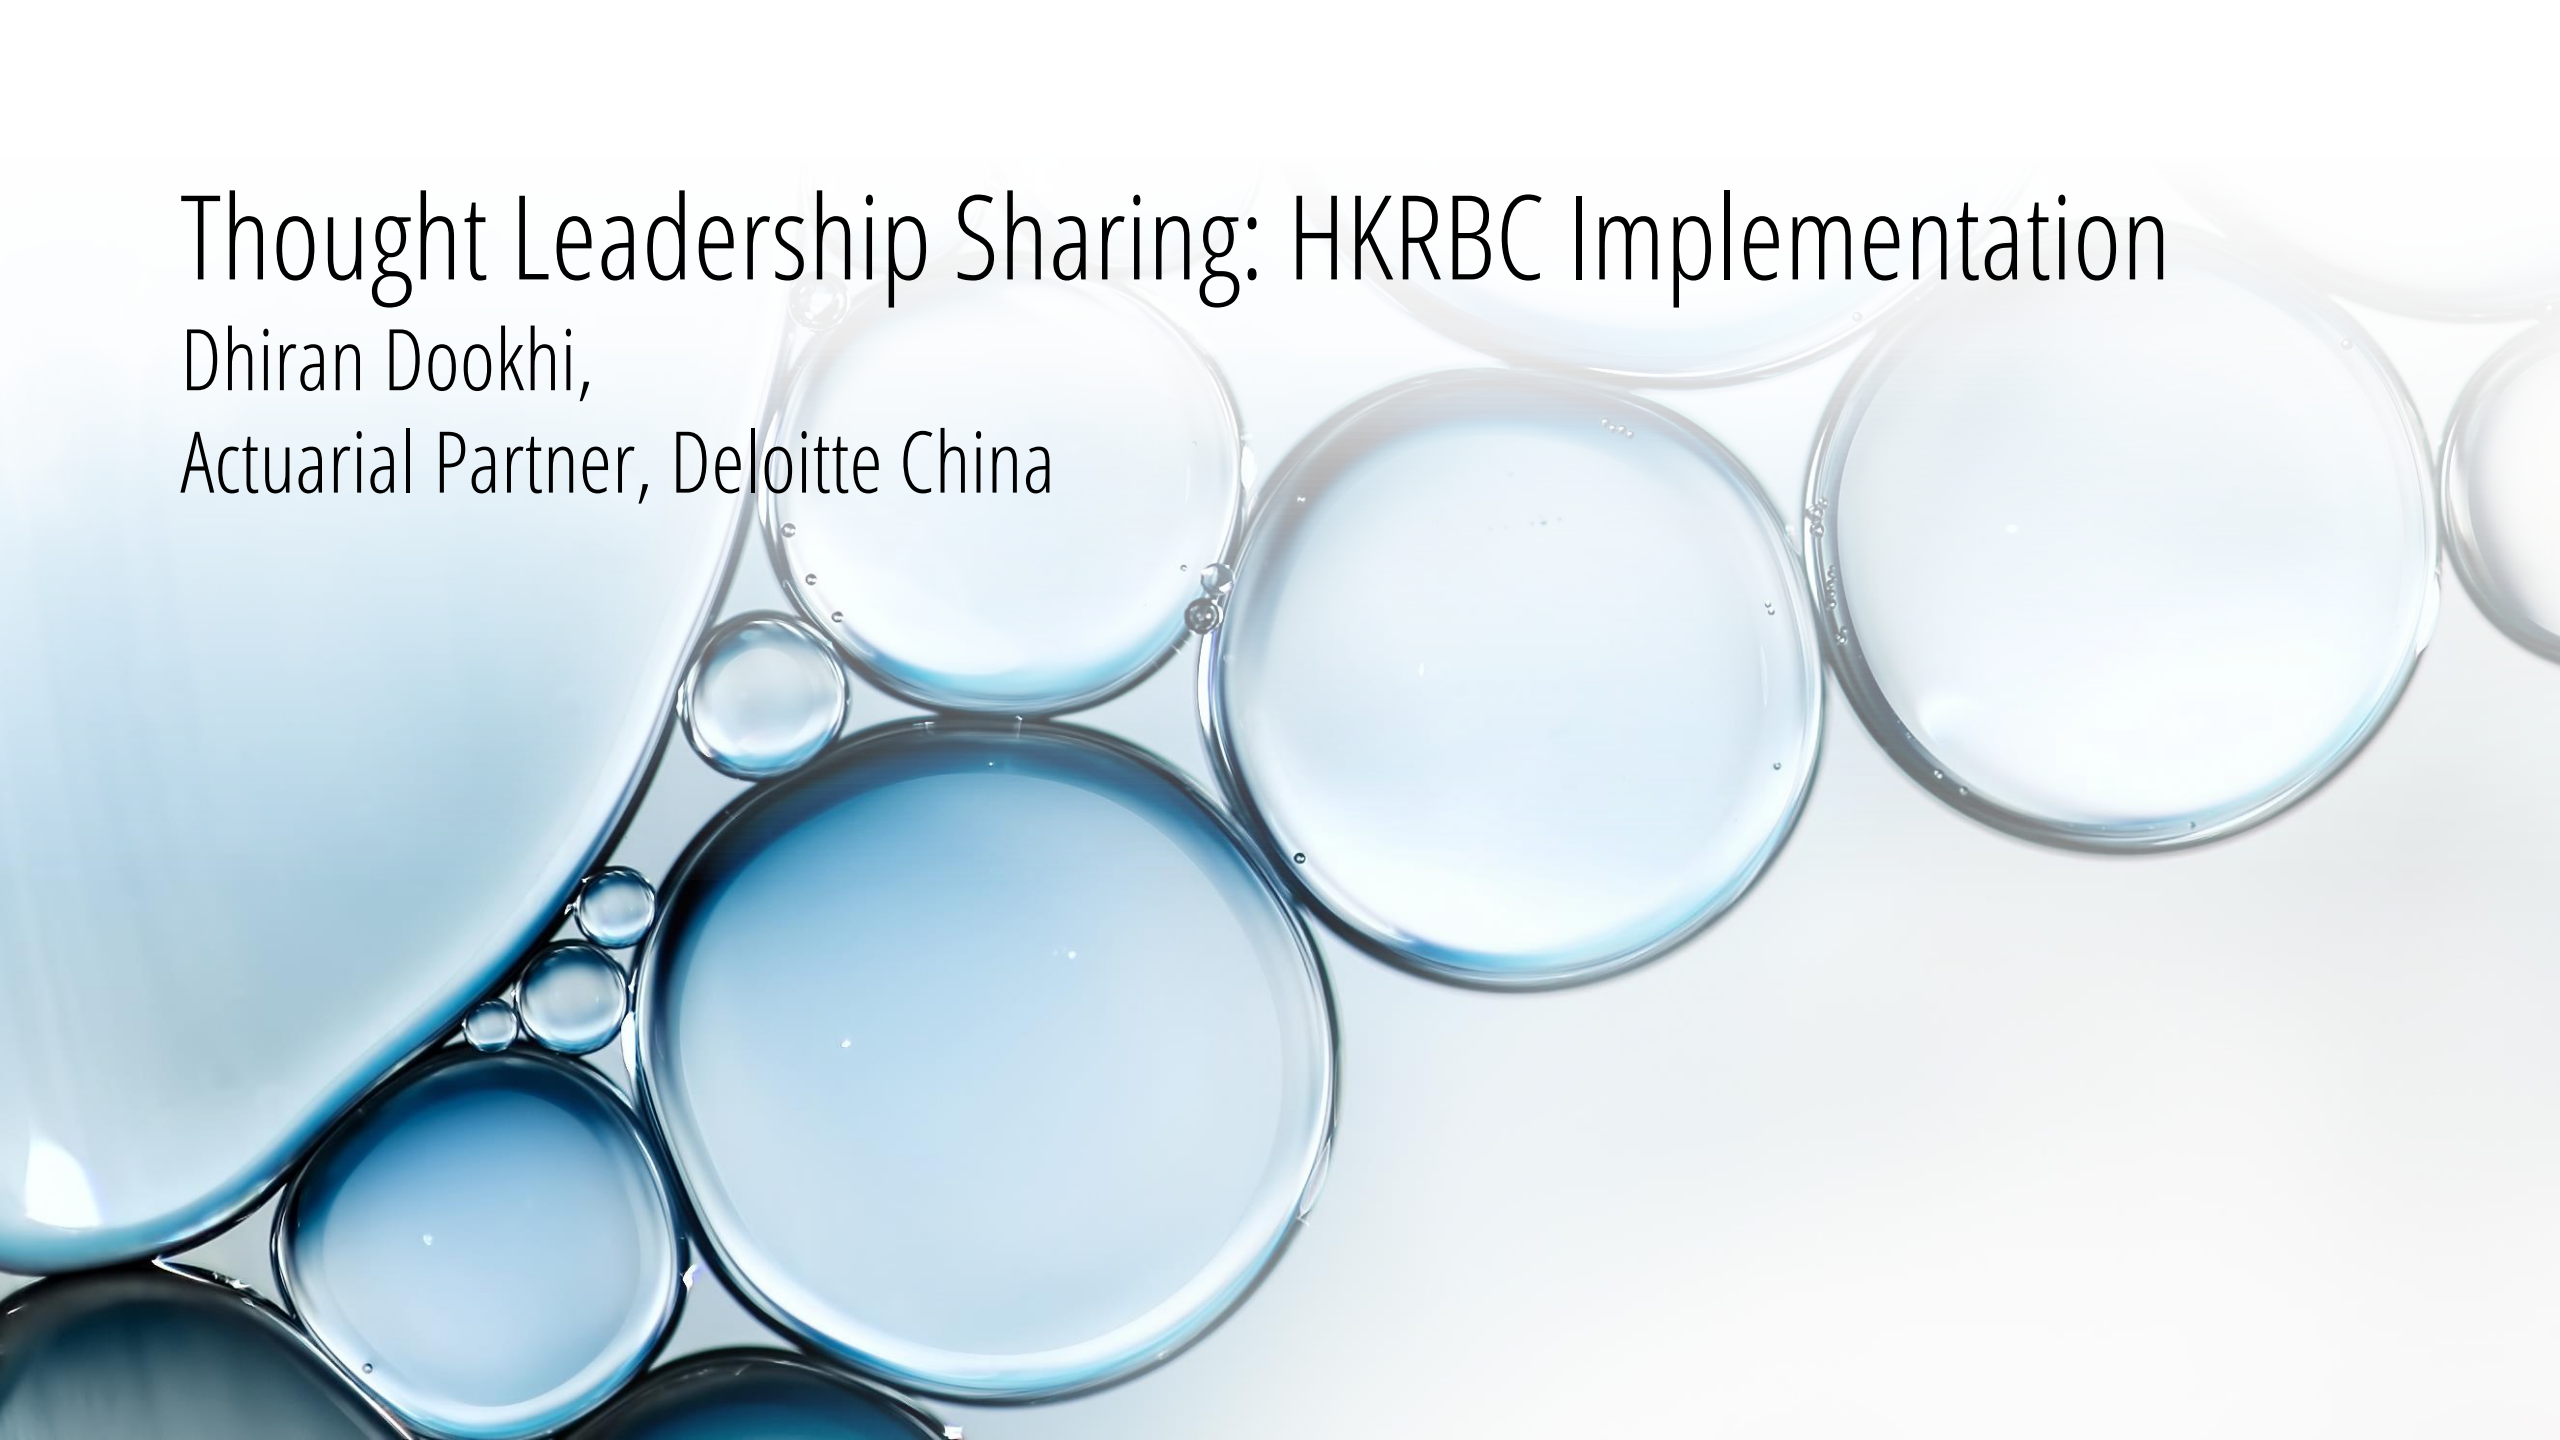 Thought Leadership Sharing: HKRBC Implementation
Dhiran Dookhi,
Actuarial Partner, Deloitte China